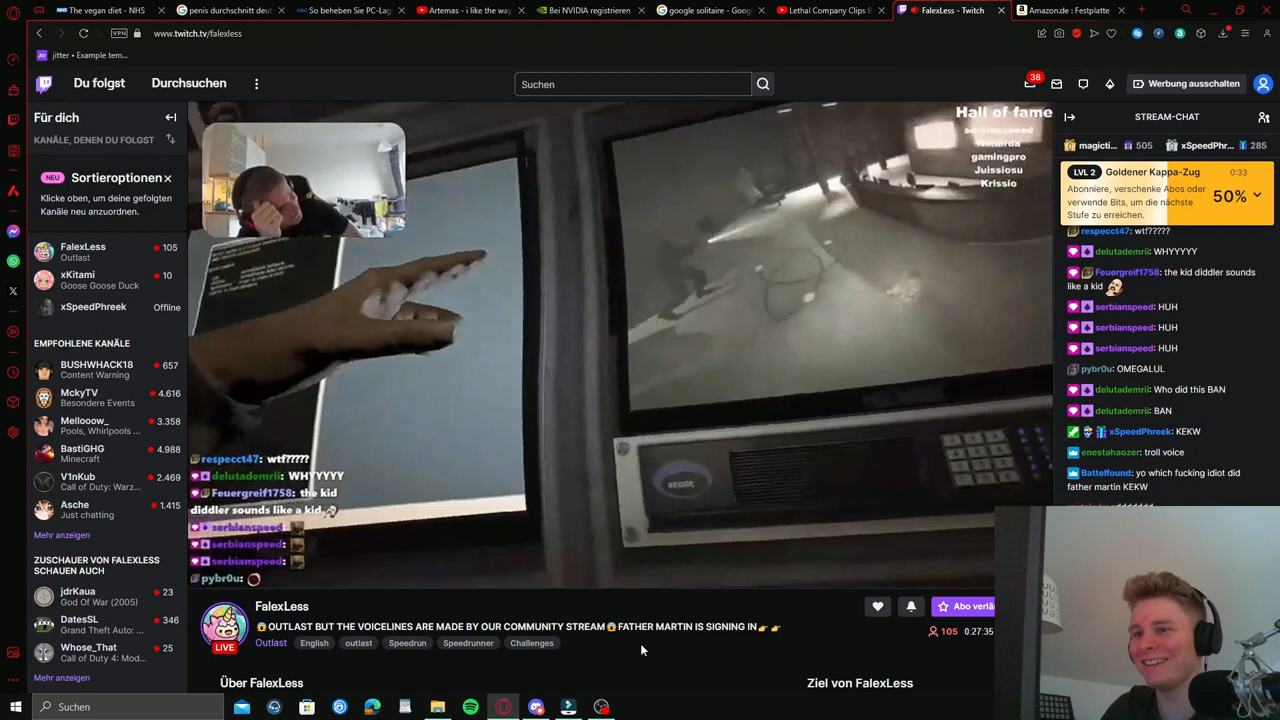 The vegan diet - NHS
penis durchschnitt deut
So beheben Sie PC-Lag
Artemas - i like the way
Bei NVIDIA registrieren
google solitaire - Googl
Lethal Company Clips B
FalexLess - Twitch
Amazon.de : Festplatte
VPN
www.twitch.tv/falexless
jitter • Example tem...
Du folgst
Durchsuchen
Suchen
38
Werbung ausschalten
Für dich
KANÄLE, DENEN DU FOLGST
NEU Sortieroptionen
Klicke oben, um deine gefolgten
Kanäle neu anzuordnen.
FalexLess 105
Outlast
xKitami 10
Goose Goose Duck
xSpeedPhreek Offline
EMPFOHLENE KANÄLE
BUSHWHACK18 657
Content Warning
MckyTV 4.616
Besondere Events
Mellooow_ 3.358
Pools, Whirlpools ...
BastiGHG 4.988
Minecraft
V1nKub 2.469
Call of Duty: Warz...
Asche 1.415
Just chatting
Mehr anzeigen
ZUSCHAUER VON FALEXLESS
SCHAUEN AUCH
jdrKaua 23
God Of War (2005)
DatesSL 346
Grand Theft Auto: ...
Whose_That 25
Call of Duty 4: Mod...
Mehr anzeigen
Hall of fame
serbianspeed
Neharda
gamingpro
Juissiosu
Krissio
respecct47: wtf?????
delutademrii: WHYYYY
Feuergreif1758: the kid
diddler sounds like a kid
serbianspeed
serbianspeed
serbianspeed
pybr0u:
FalexLess
😱OUTLAST BUT THE VOICELINES ARE MADE BY OUR COMMUNITY STREAM😱FATHER MARTIN IS SIGNING IN👉 👉
Outlast English outlast Speedrun Speedrunner Challenges
LIVE
Abo verlä
105 0:27:35
Über FalexLess
Ziel von FalexLess
STREAM-CHAT
magicti... 505 xSpeedPhr... 285
LVL 2 Goldener Kappa-Zug 0:33
Abonniere, verschenke Abos oder
verwende Bits, um die nächste
Stufe zu erreichen.
50%
respecct47: wtf?????
delutademrii: WHYYYY
Feuergreif1758: the kid diddler sounds
like a kid
serbianspeed: HUH
serbianspeed: HUH
serbianspeed: HUH
pybr0u: OMEGALUL
delutademrii: Who did this BAN
delutademrii: BAN
xSpeedPhreek: KEKW
enestahaozer: troll voice
Battelfound: yo which fucking idiot did
father martin KEKW
Suchen